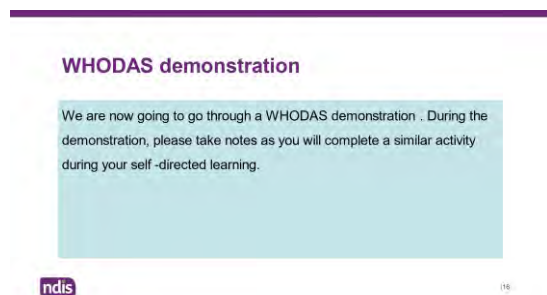 WHODAS demonstration
We are now going to go through a WHODAS demonstration . During the
demonstration, please take notes as you will complete a similar activity
during your self -directed learning.
ndis
|16